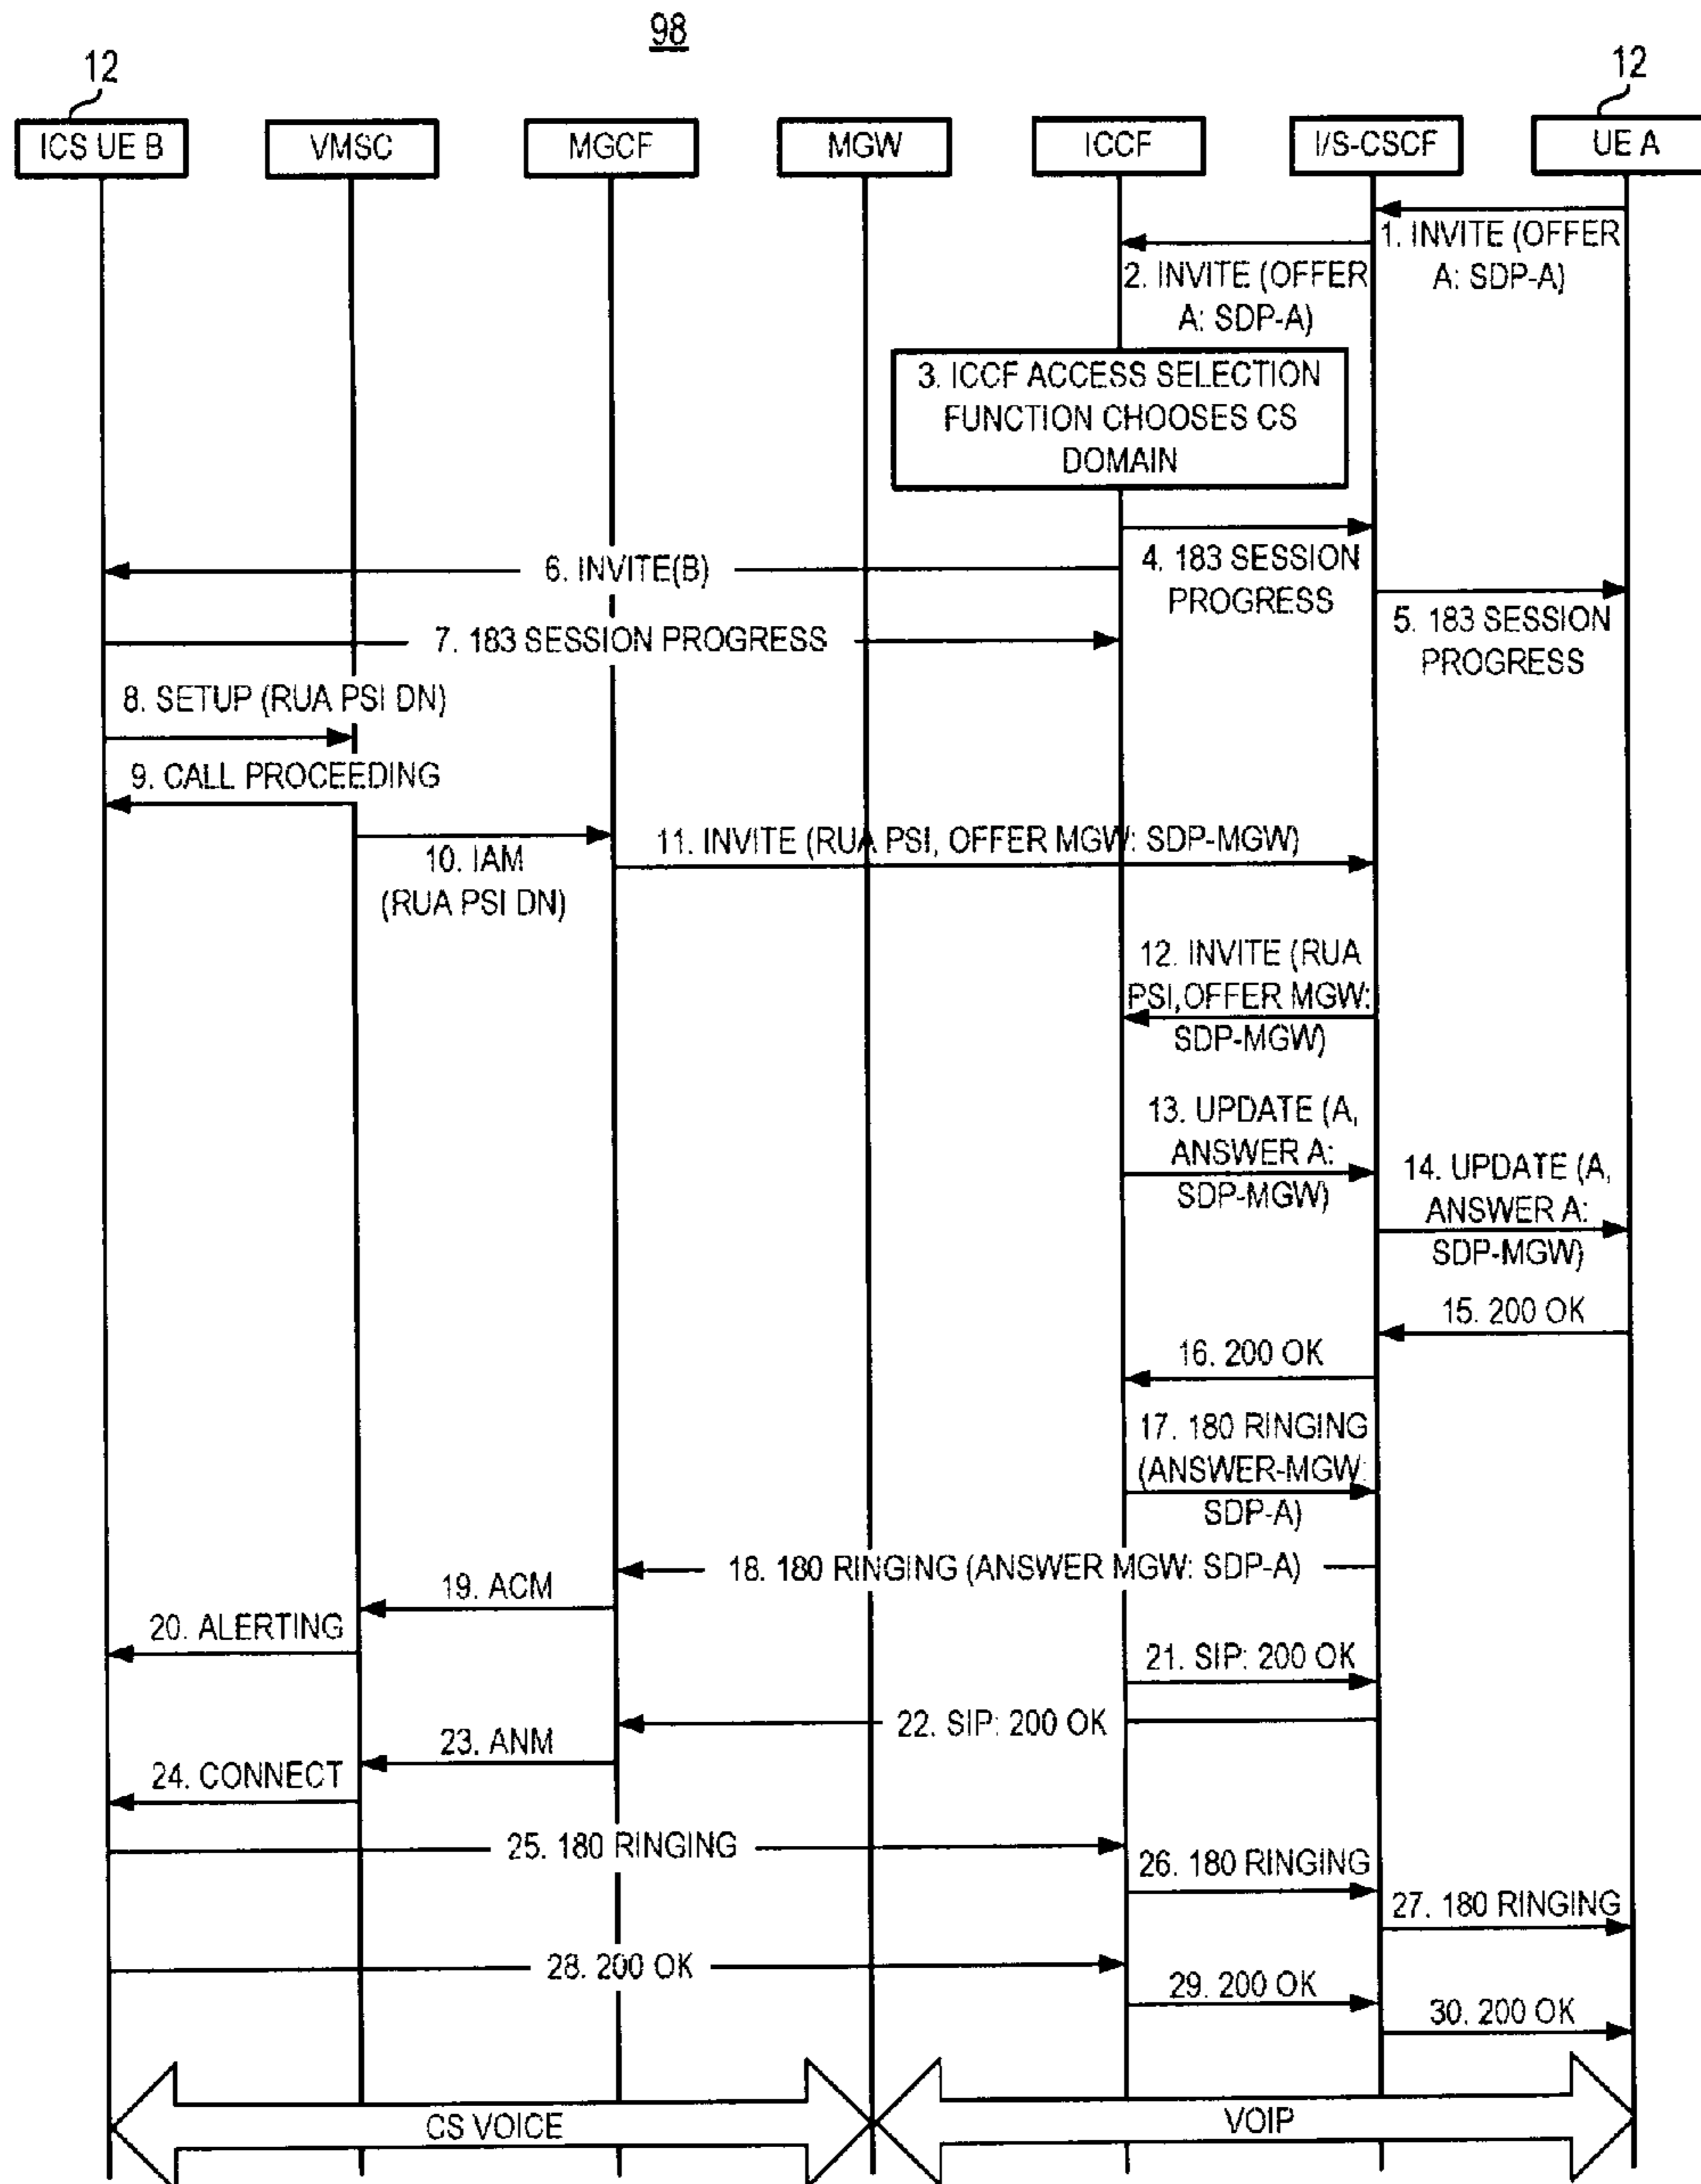 98
12
12
ICS UE B
VMSC
MGCF
MGW
ICCF
I/S-CSCF
UE A
1. INVITE (OFFER
A: SDP-A)
2. INVITE (OFFER
A: SDP-A)
3. ICCF ACCESS SELECTION
FUNCTION CHOOSES CS
DOMAIN
4. 183 SESSION
PROGRESS
5. 183 SESSION
PROGRESS
6. INVITE(B)
7. 183 SESSION PROGRESS
8. SETUP (RUA PSI DN)
9. CALL PROCEEDING
10. IAM
(RUA PSI DN)
11. INVITE (RUA PSI, OFFER MGW: SDP-MGW)
12. INVITE (RUA
PSI,OFFER MGW:
SDP-MGW)
13. UPDATE (A,
ANSWER A:
SDP-MGW)
14. UPDATE (A,
ANSWER A:
SDP-MGW)
15. 200 OK
16. 200 OK
17. 180 RINGING
(ANSWER-MGW:
SDP-A)
18. 180 RINGING (ANSWER MGW: SDP-A)
19. ACM
20. ALERTING
21. SIP: 200 OK
22. SIP: 200 OK
23. ANM
24. CONNECT
25. 180 RINGING
26. 180 RINGING
27. 180 RINGING
28. 200 OK
29. 200 OK
30. 200 OK
CS VOICE
VOIP